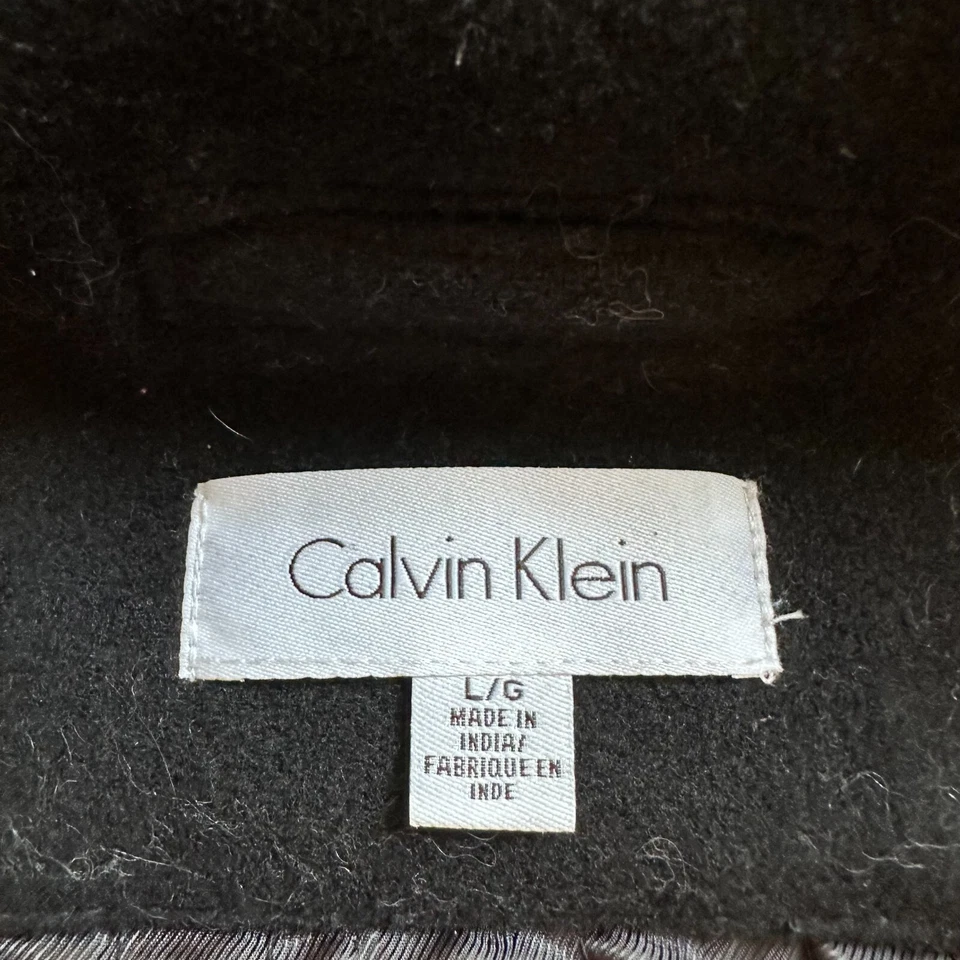 Calvin Klein
L/G
MADE IN
INDIA/
FABRIQUE EN
INDE